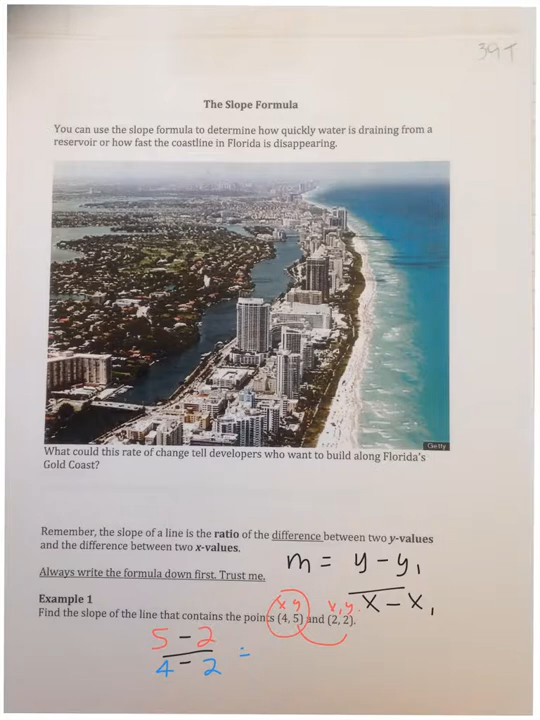 39T
The Slope Formula
You can use the slope formula to determine how quickly water is draining from a
reservoir or how fast the coastline in Florida is disappearing.
Getty
What could this rate of change tell developers who want to build along Florida's
Gold Coast?
Remember, the slope of a line is the ratio of the difference between two y-values
and the difference between two x-values.
m = y - y₁
x - x₁
Always write the formula down first. Trust me.
Example 1
x y x, y,
Find the slope of the line that contains the points (4, 5) and (2, 2).
5 - 2
4 - 2 =